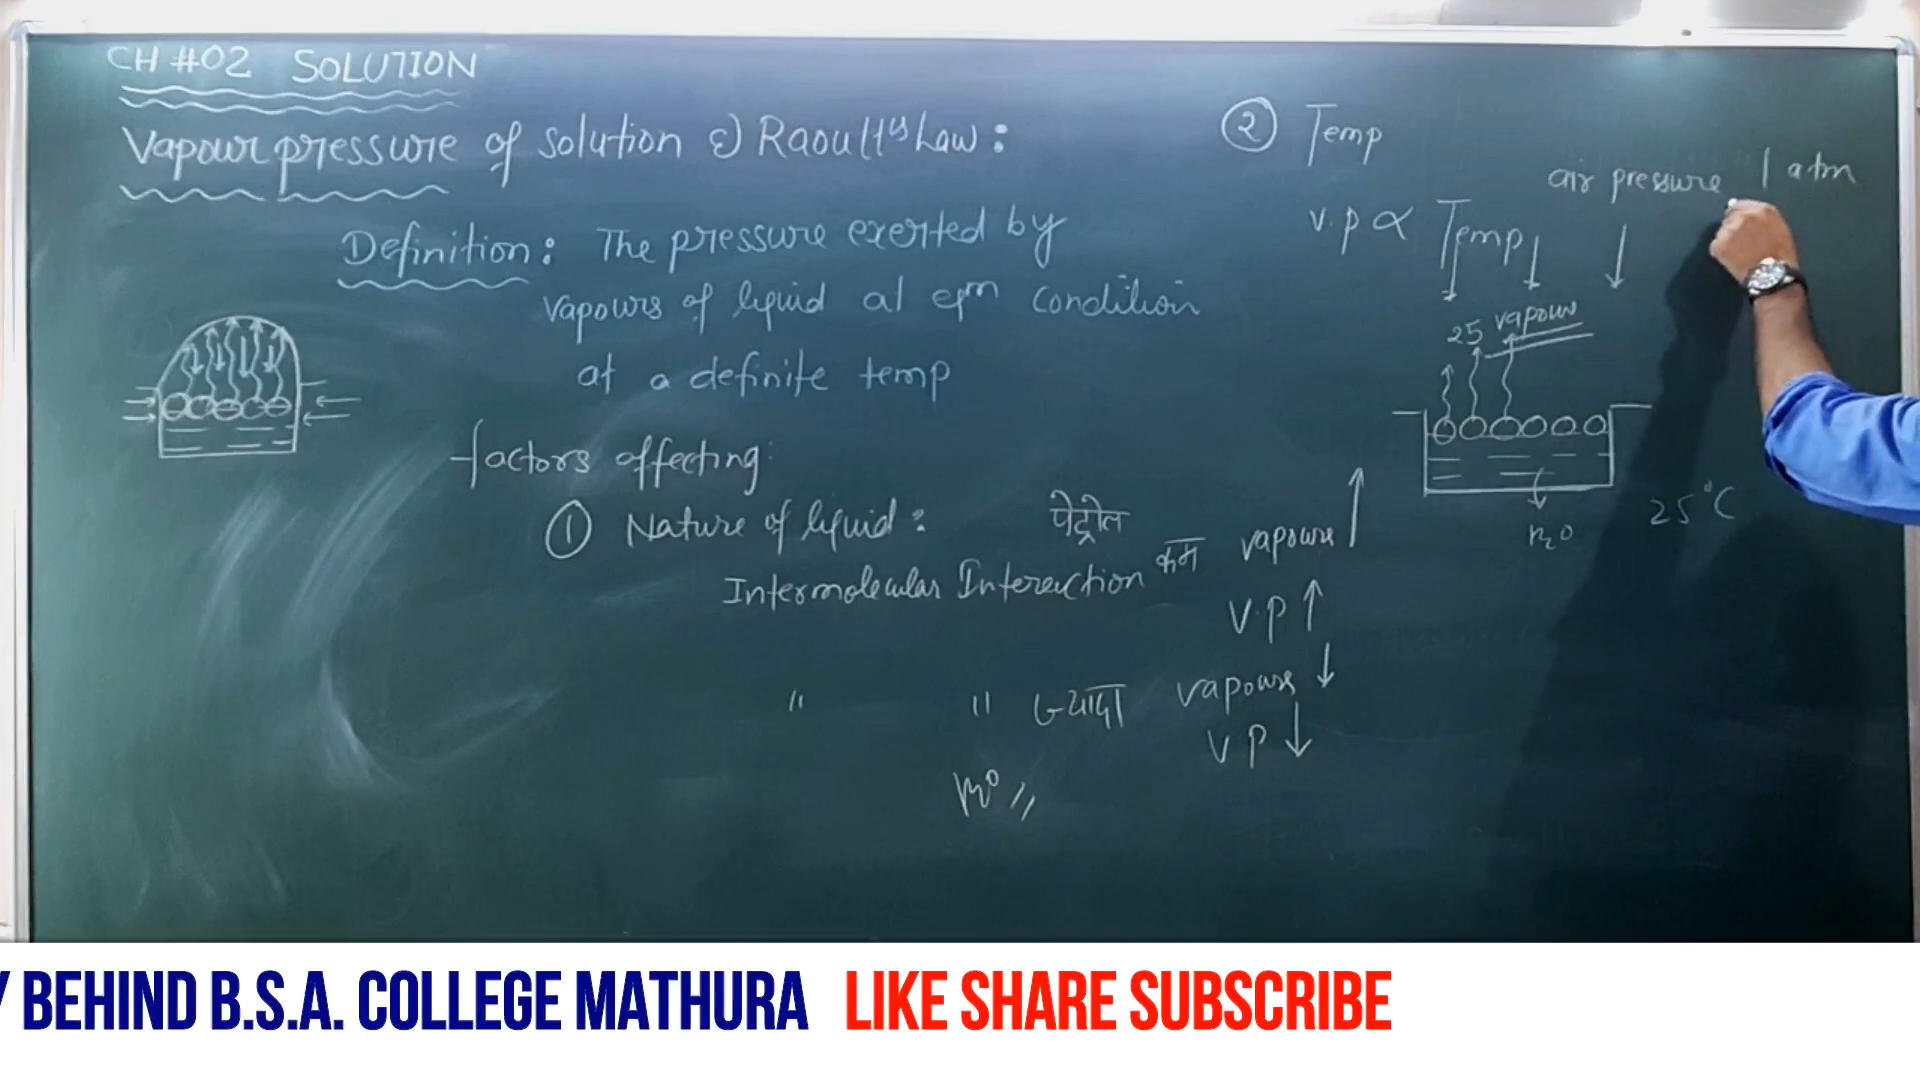 CH #02 SOLUTION
Vapour pressure of solution & Raoult's Law:
Definition: The pressure exerted by
vapours of liquid at eqm condition
at a definite temp
factors affecting:
① Nature of liquid:
पेट्रोल
Intermolecular Interaction कम vapours ↑
V.P ↑
" " ज्यादा vapours ↓
V P ↓
H2O "
② Temp
air pressure 1 atm
v.p ∝ Temp
25 vapour
H2O
25°C
BEHIND B.S.A. COLLEGE MATHURA LIKE SHARE SUBSCRIBE